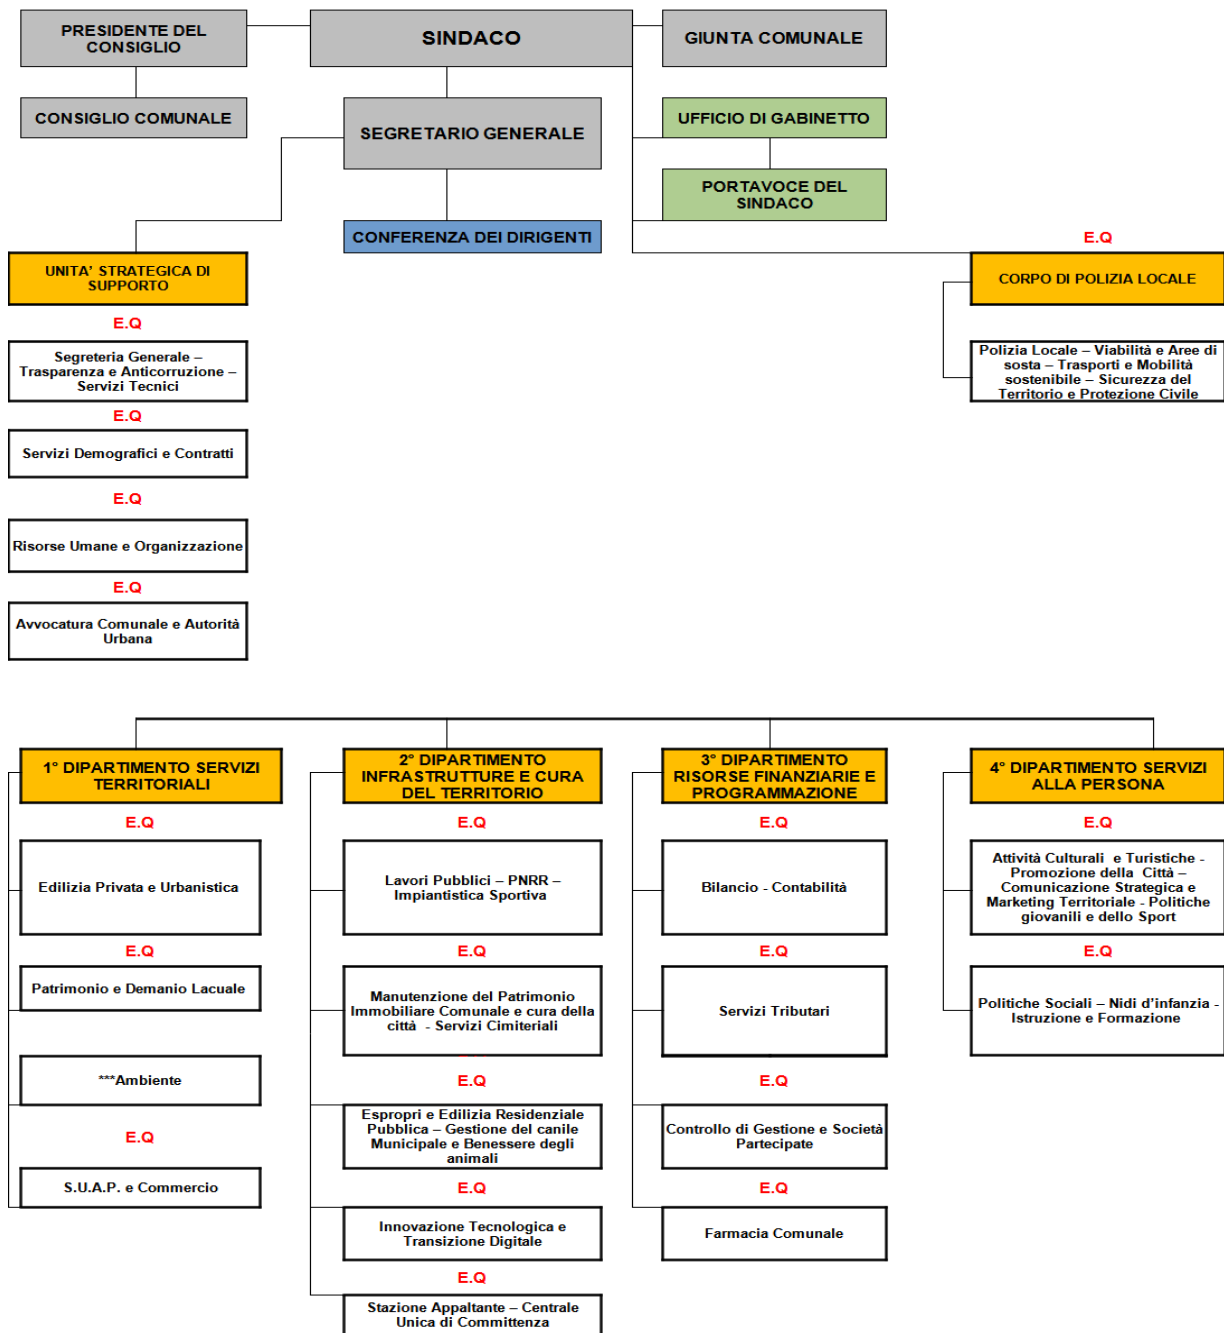 PRESIDENTE DEL
CONSIGLIO
SINDACO
GIUNTA COMUNALE
CONSIGLIO COMUNALE
SEGRETARIO GENERALE
UFFICIO DI GABINETTO
PORTAVOCE DEL
SINDACO
CONFERENZA DEI DIRIGENTI
UNITA' STRATEGICA DI
SUPPORTO
E.Q
Segreteria Generale –
Trasparenza e Anticorruzione –
Servizi Tecnici
E.Q
Servizi Demografici e Contratti
E.Q
Risorse Umane e Organizzazione
E.Q
Avvocatura Comunale e Autorità
Urbana
E.Q
CORPO DI POLIZIA LOCALE
Polizia Locale – Viabilità e Aree di
sosta – Trasporti e Mobilità
sostenibile – Sicurezza del
Territorio e Protezione Civile
1° DIPARTIMENTO SERVIZI
TERRITORIALI
E.Q
Edilizia Privata e Urbanistica
E.Q
Patrimonio e Demanio Lacuale
***Ambiente
E.Q
S.U.A.P. e Commercio
2° DIPARTIMENTO
INFRASTRUTTURE E CURA
DEL TERRITORIO
E.Q
Lavori Pubblici – PNRR –
Impiantistica Sportiva
E.Q
Manutenzione del Patrimonio
Immobiliare Comunale e cura della
città - Servizi Cimiteriali
E.Q
Espropri e Edilizia Residenziale
Pubblica – Gestione del canile
Municipale e Benessere degli
animali
E.Q
Innovazione Tecnologica e
Transizione Digitale
E.Q
Stazione Appaltante – Centrale
Unica di Committenza
3° DIPARTIMENTO
RISORSE FINANZIARIE E
PROGRAMMAZIONE
E.Q
Bilancio - Contabilità
E.Q
Servizi Tributari
E.Q
Controllo di Gestione e Società
Partecipate
E.Q
Farmacia Comunale
4° DIPARTIMENTO SERVIZI
ALLA PERSONA
E.Q
Attività Culturali e Turistiche -
Promozione della Città –
Comunicazione Strategica e
Marketing Territoriale - Politiche
giovanili e dello Sport
E.Q
Politiche Sociali – Nidi d'infanzia -
Istruzione e Formazione